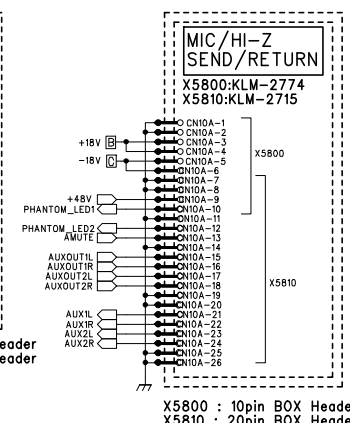 MIC/HI-Z
SEND/RETURN
X5800:KLM-2774
X5810:KLM-2715
CN10A-1
CN10A-2
+18V B CN10A-3
CN10A-4
-18V C CN10A-5
CN10A-6
CN10A-7
CN10A-8
+48V CN10A-9
PHANTOM_LED1 CN10A-10
CN10A-11
PHANTOM_LED2 CN10A-12
AMUTE CN10A-13
CN10A-14
AUXOUT1L CN10A-15
AUXOUT1R CN10A-16
AUXOUT2L CN10A-17
AUXOUT2R CN10A-18
CN10A-19
CN10A-20
AUX1L CN10A-21
AUX1R CN10A-22
AUX2L CN10A-23
AUX2R CN10A-24
CN10A-25
CN10A-26
X5800
X5810
eader
eader
X5800 : 10pin BOX Heade
X5810 : 20pin BOX Heade